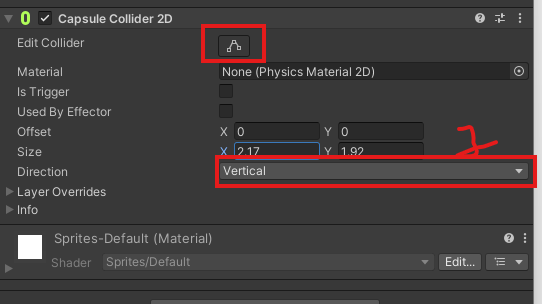 Capsule Collider 2D
Edit Collider
Material None (Physics Material 2D)
Is Trigger
Used By Effector
Offset X 0 Y 0
Size X 2.17 Y 1.92
Direction Vertical
Layer Overrides
Info
Sprites-Default (Material)
Shader Sprites/Default Edit...